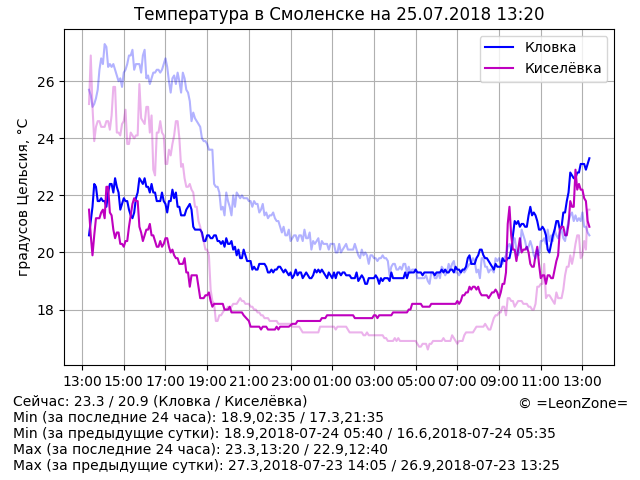 Температура в Смоленске на 25.07.2018 13:20
Кловка
Киселёвка
градусов Цельсия, °C
26
24
22
20
18
13:00 15:00 17:00 19:00 21:00 23:00 01:00 03:00 05:00 07:00 09:00 11:00 13:00
Сейчас: 23.3 / 20.9 (Кловка / Киселёвка)
© =LeonZone=
Min (за последние 24 часа): 18.9,02:35 / 17.3,21:35
Min (за предыдущие сутки): 18.9,2018-07-24 05:40 / 16.6,2018-07-24 05:35
Max (за последние 24 часа): 23.3,13:20 / 22.9,12:40
Max (за предыдущие сутки): 27.3,2018-07-23 14:05 / 26.9,2018-07-23 13:25